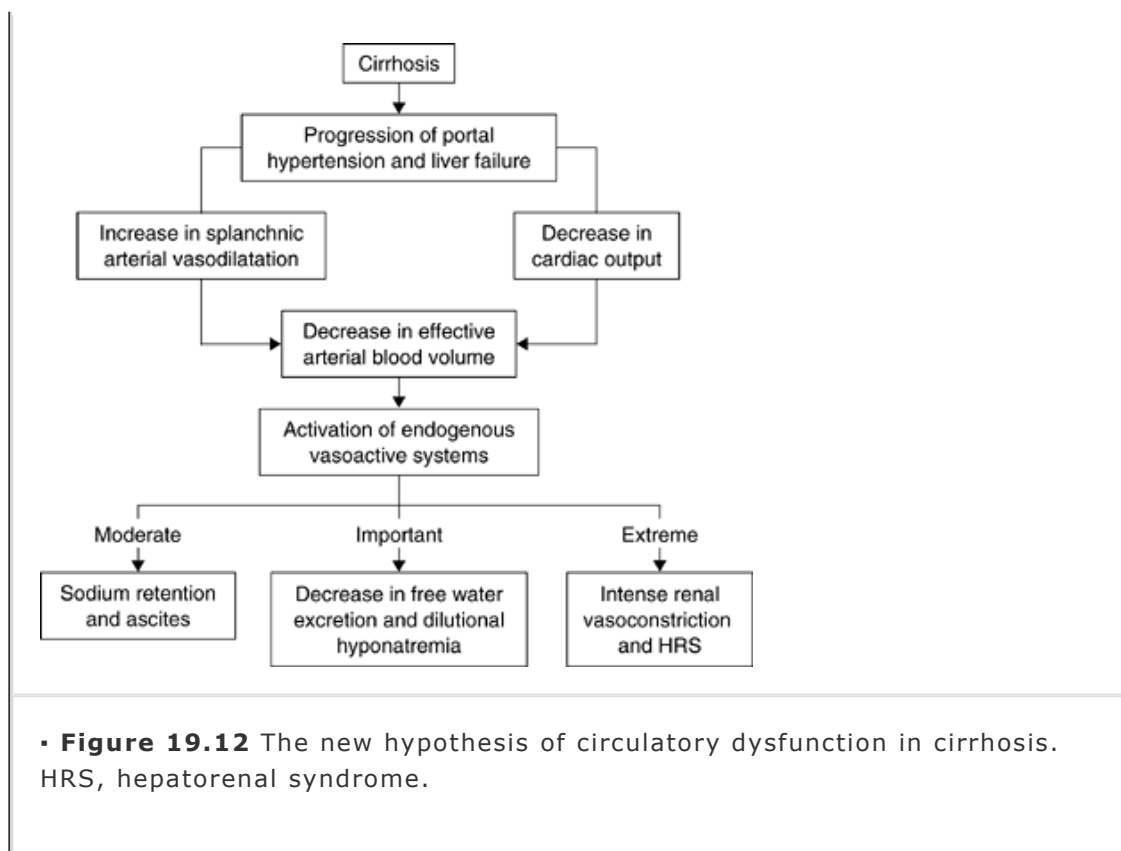 Cirrhosis
Progression of portal
hypertension and liver failure
Increase in splanchnic
arterial vasodilatation
Decrease in
cardiac output
Decrease in effective
arterial blood volume
Activation of endogenous
vasoactive systems
Moderate
Important
Extreme
Sodium retention
and ascites
Decrease in free water
excretion and dilutional
hyponatremia
Intense renal
vasoconstriction
and HRS
▪ Figure 19.12 The new hypothesis of circulatory dysfunction in cirrhosis.
HRS, hepatorenal syndrome.